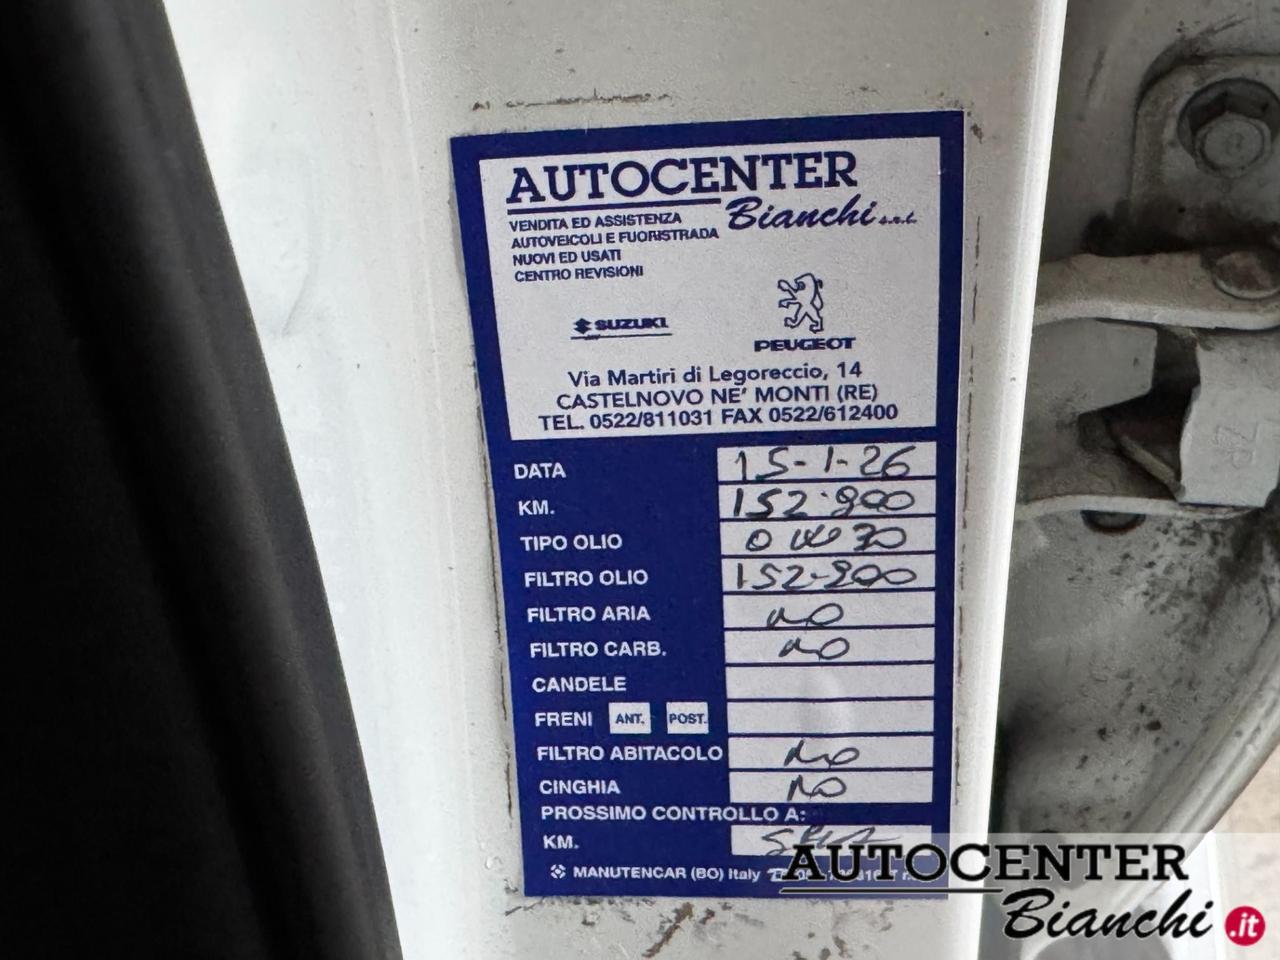 AUTOCENTER
Bianchi s.r.l.
VENDITA ED ASSISTENZA
AUTOVEICOLI E FUORISTRADA
NUOVI ED USATI
CENTRO REVISIONI
SUZUKI
PEUGEOT
Via Martiri di Legoreccio, 14
CASTELNOVO NE' MONTI (RE)
TEL. 0522/811031 FAX 0522/612400
DATA 15-1-26
KM. 152.900
TIPO OLIO 0W30
FILTRO OLIO 152.900
FILTRO ARIA NO
FILTRO CARB. NO
CANDELE
FRENI ANT. POST.
FILTRO ABITACOLO NO
CINGHIA NO
PROSSIMO CONTROLLO A:
KM.
MANUTENCAR (BO) Italy
AUTOCENTER
Bianchi .it